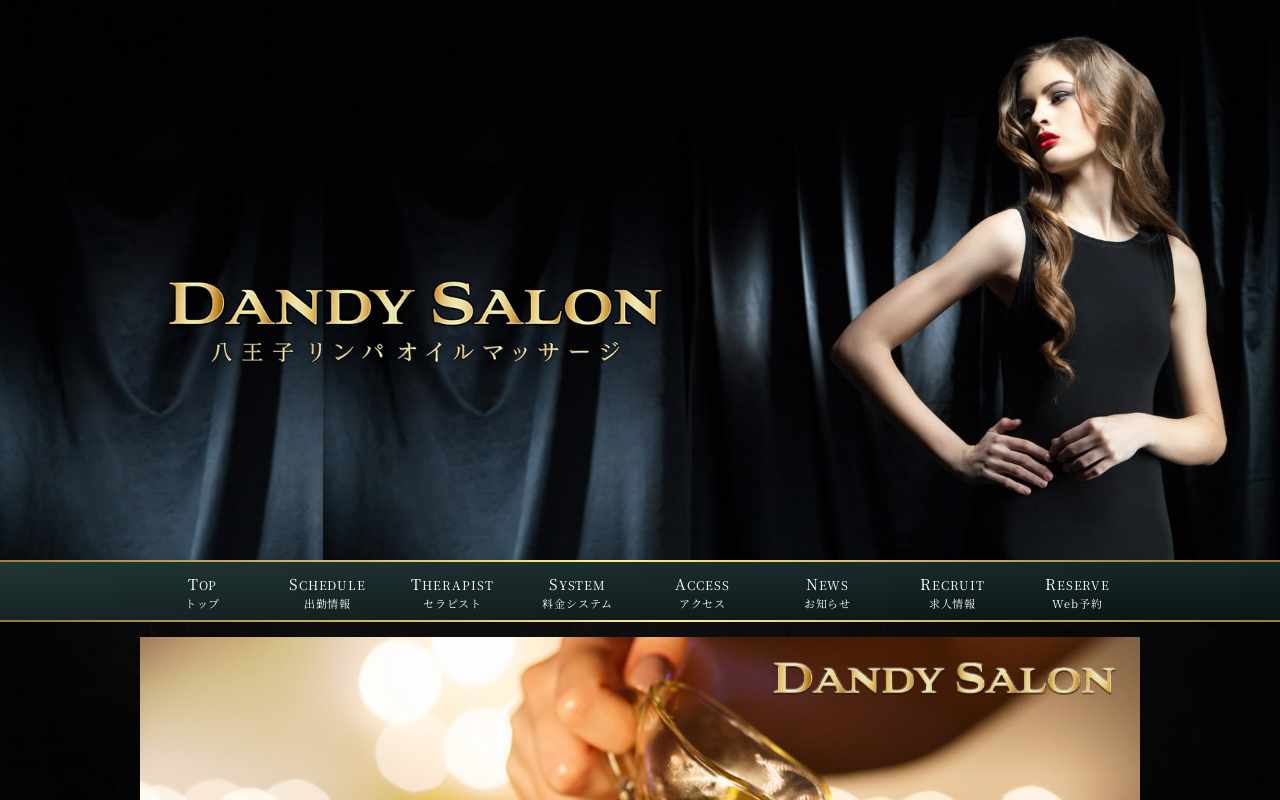 DANDY SALON
八王子 リンパ オイルマッサージ
TOP
トップ
SCHEDULE
出勤情報
THERAPIST
セラピスト
SYSTEM
料金システム
ACCESS
アクセス
NEWS
お知らせ
RECRUIT
求人情報
RESERVE
Web予約
DANDY SALON